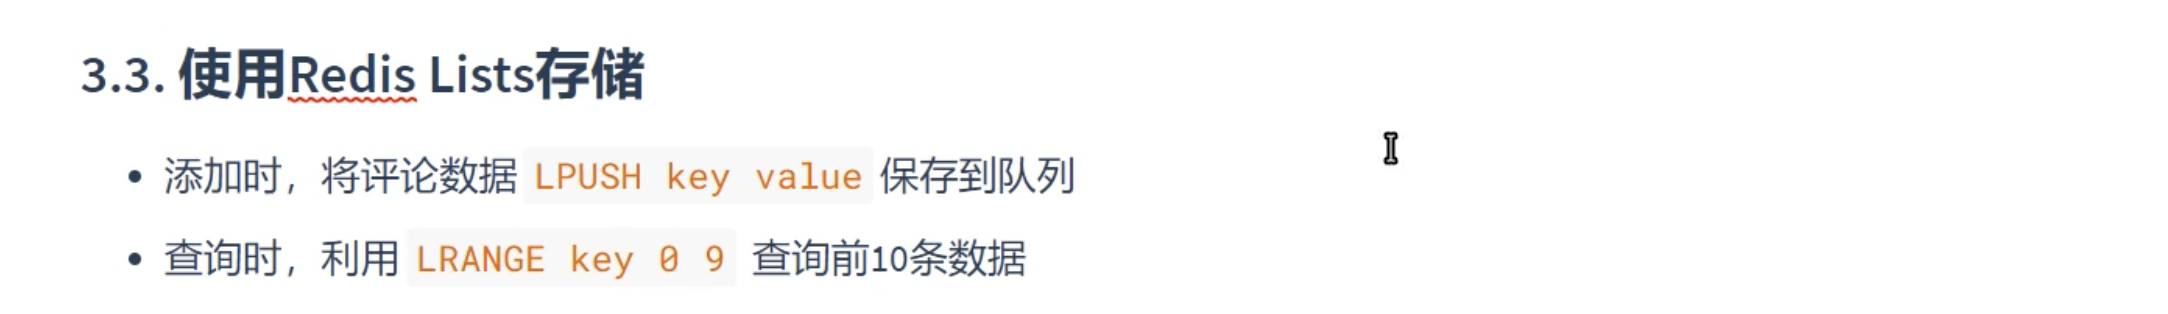 3.3. 使用Redis Lists存储
• 添加时，将评论数据 LPUSH key value 保存到队列
• 查询时，利用 LRANGE key 0 9 查询前10条数据